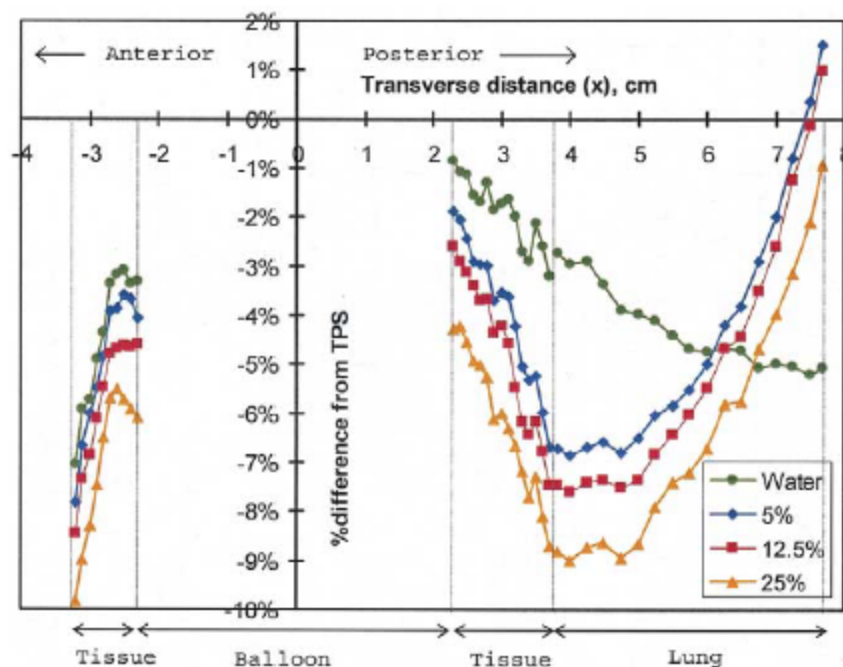 2%
Anterior
Posterior
1%
Transverse distance (x), cm
0%
-4 -3 -2 -1 0 1 2 3 4 5 6 7 8
-1%
-2%
-3%
-4%
-5%
-6%
-7%
-8%
-9%
-10%
%difference from TPS
Water
5%
12.5%
25%
Tissue Balloon Tissue Lung